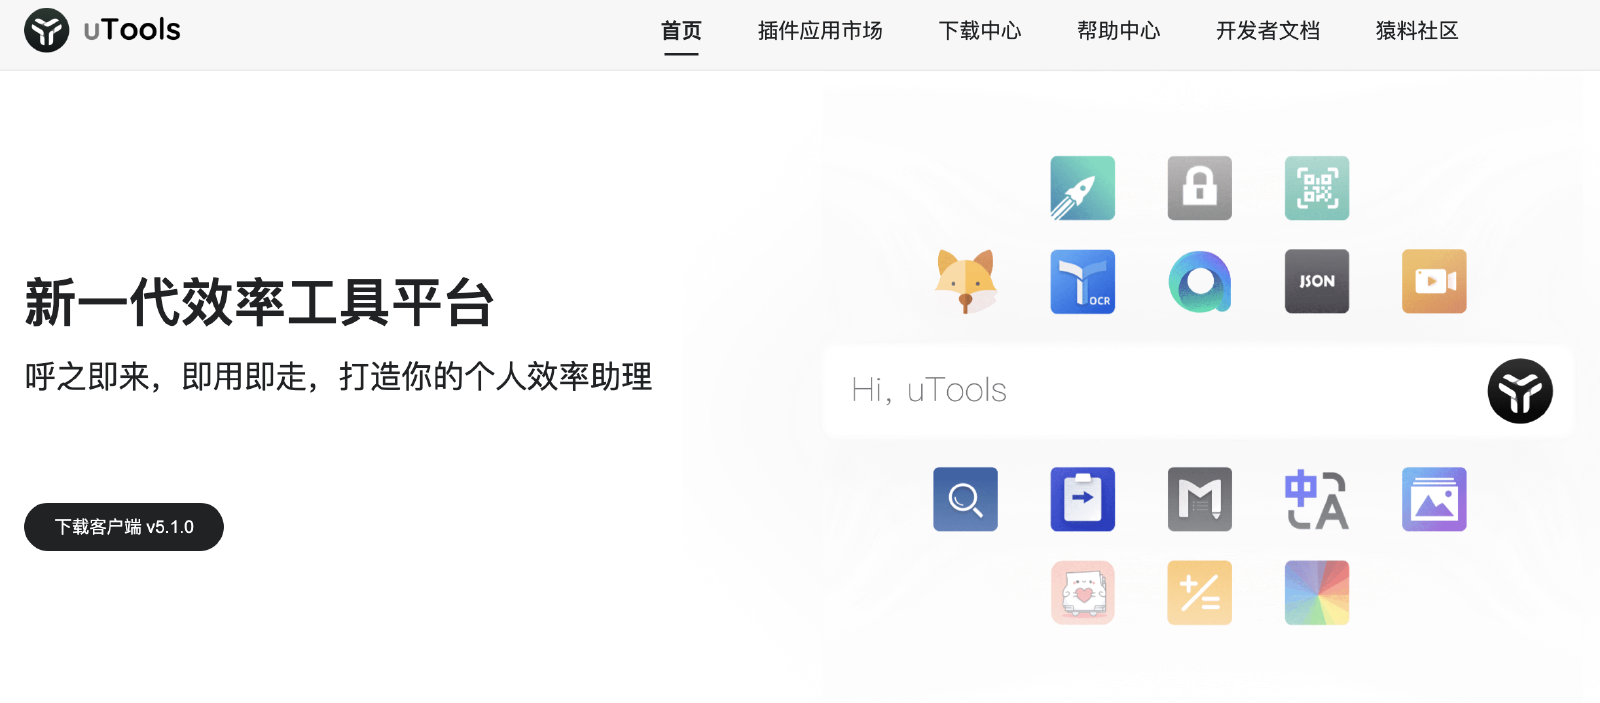 uTools
首页 插件应用市场 下载中心 帮助中心 开发者文档 猿料社区
新一代效率工具平台
呼之即来，即用即走，打造你的个人效率助理
下载客户端 v5.1.0
OCR
JSON
Hi, uTools
中A